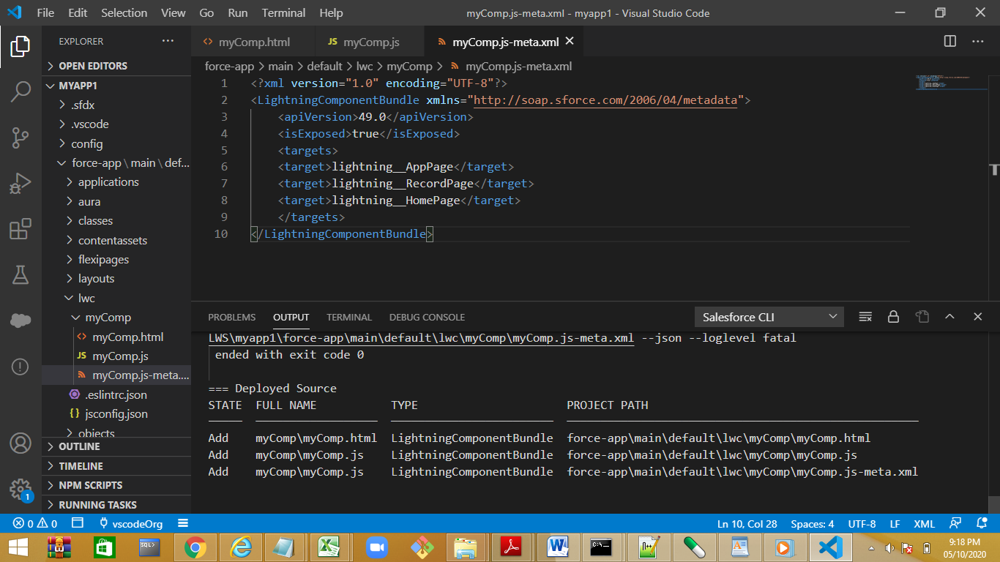 File Edit Selection View Go Run Terminal Help
myComp.js-meta.xml - myapp1 - Visual Studio Code
EXPLORER
OPEN EDITORS
MYAPP1
.sfdx
.vscode
config
force-app \ main \ def...
applications
aura
classes
contentassets
flexipages
layouts
lwc
myComp
<> myComp.html
JS myComp.js
myComp.js-meta....
.eslintrc.json
{} jsconfig.json
objects
OUTLINE
TIMELINE
NPM SCRIPTS
RUNNING TASKS
1
<> myComp.html
JS myComp.js
myComp.js-meta.xml
force-app > main > default > lwc > myComp > myComp.js-meta.xml
1 <?xml version="1.0" encoding="UTF-8"?>
2 <LightningComponentBundle xmlns="http://soap.sforce.com/2006/04/metadata">
3 <apiVersion>49.0</apiVersion>
4 <isExposed>true</isExposed>
5 <targets>
6 <target>lightning__AppPage</target>
7 <target>lightning__RecordPage</target>
8 <target>lightning__HomePage</target>
9 </targets>
10 </LightningComponentBundle>
PROBLEMS OUTPUT TERMINAL DEBUG CONSOLE
Salesforce CLI
LWS\myapp1\force-app\main\default\lwc\myComp\myComp.js-meta.xml --json --loglevel fatal
ended with exit code 0
=== Deployed Source
STATE FULL NAME TYPE PROJECT PATH
Add myComp\myComp.html LightningComponentBundle force-app\main\default\lwc\myComp\myComp.html
Add myComp\myComp.js LightningComponentBundle force-app\main\default\lwc\myComp\myComp.js
Add myComp\myComp.js LightningComponentBundle force-app\main\default\lwc\myComp\myComp.js-meta.xml
0 0 vscodeOrg
Ln 10, Col 28 Spaces: 4 UTF-8 LF XML
SQL>
9:18 PM
05/10/2020